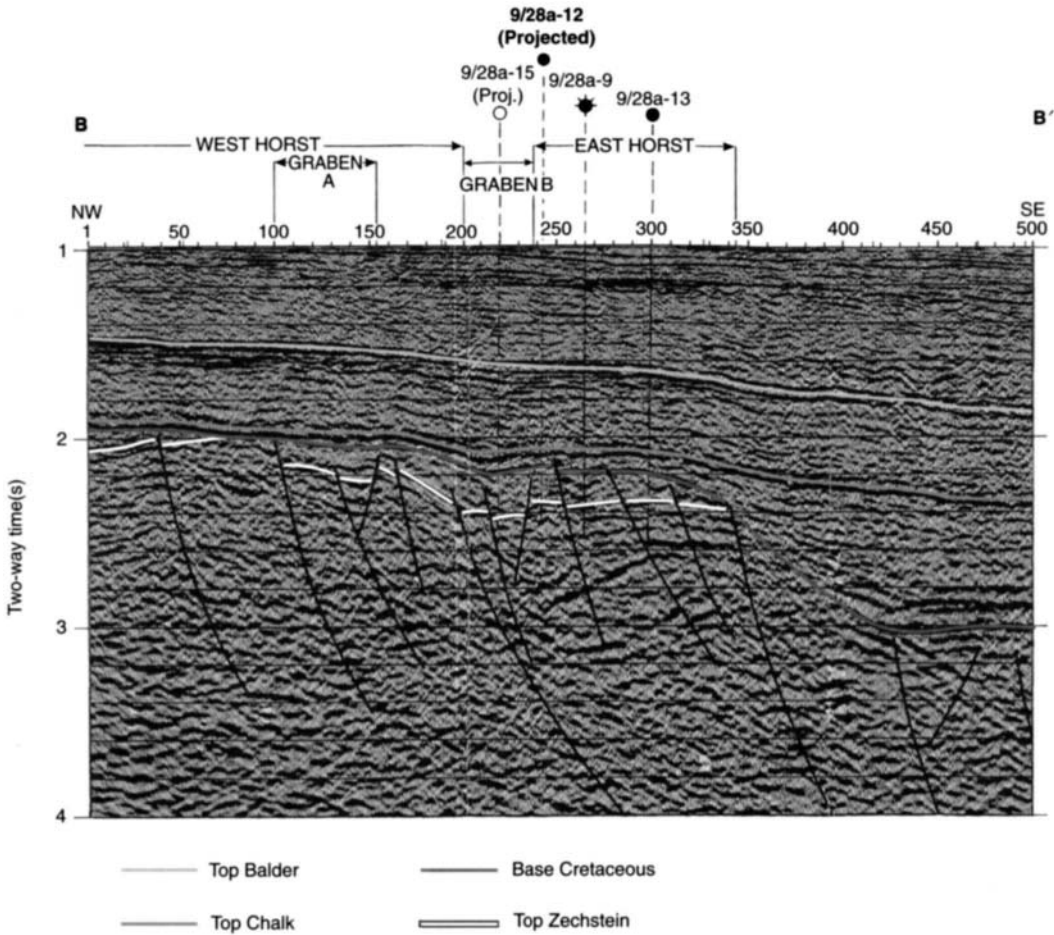 9/28a-12
(Projected)
9/28a-15
(Proj.)
9/28a-9
9/28a-13
B
B′
WEST HORST
EAST HORST
GRABEN
A
GRABEN B
NW
SE
1 50 100 150 200 250 300 350 400 450 500
1
2
3
4
Two-way time(s)
Top Balder
Base Cretaceous
Top Chalk
Top Zechstein